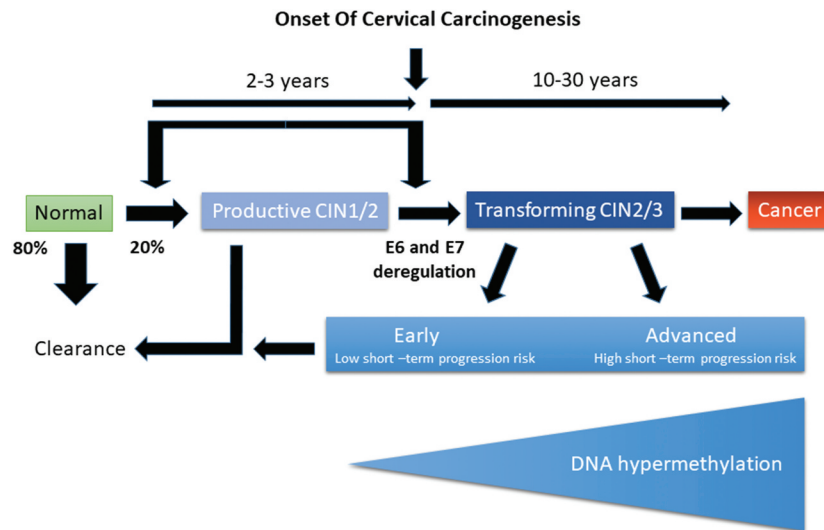 Onset Of Cervical Carcinogenesis
2-3 years
10-30 years
Normal
Productive CIN1/2
Transforming CIN2/3
Cancer
80%
20%
E6 and E7
deregulation
Clearance
Early
Low short –term progression risk
Advanced
High short –term progression risk
DNA hypermethylation